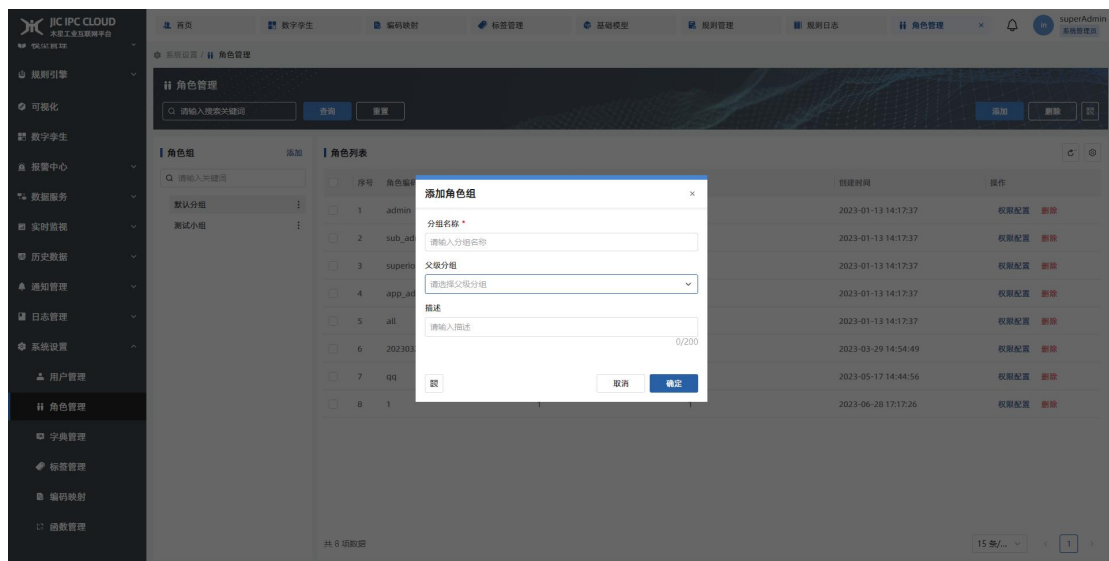 JIC IPC CLOUD
木星工业互联网平台
首页
数字孪生
编码映射
标签管理
基础模型
规则管理
规则日志
角色管理
×
m
superAdmin
系统管理员
模型管理
规则引擎
可视化
数字孪生
报警中心
数据服务
实时监视
历史数据
通知管理
日志管理
系统设置
用户管理
角色管理
字典管理
标签管理
编码映射
函数管理
系统设置 / 角色管理
角色管理
请输入搜索关键词
查询
重置
添加
删除
角色组
添加
请输入关键词
默认分组
测试小组
角色列表
序号 角色编码 创建时间 操作
1 admin 2023-01-13 14:17:37 权限配置 删除
2 sub_ad 2023-01-13 14:17:37 权限配置 删除
3 superio 2023-01-13 14:17:37 权限配置 删除
4 app_ad 2023-01-13 14:17:37 权限配置 删除
5 all 2023-01-13 14:17:37 权限配置 删除
6 202303 2023-03-29 14:54:49 权限配置 删除
7 qq 2023-05-17 14:44:56 权限配置 删除
8 1 1 1 2023-06-28 17:17:26 权限配置 删除
添加角色组
×
分组名称 *
请输入分组名称
父级分组
请选择父级分组
描述
请输入描述
0/200
取消
确定
共 8 项数据
15 条/...
1